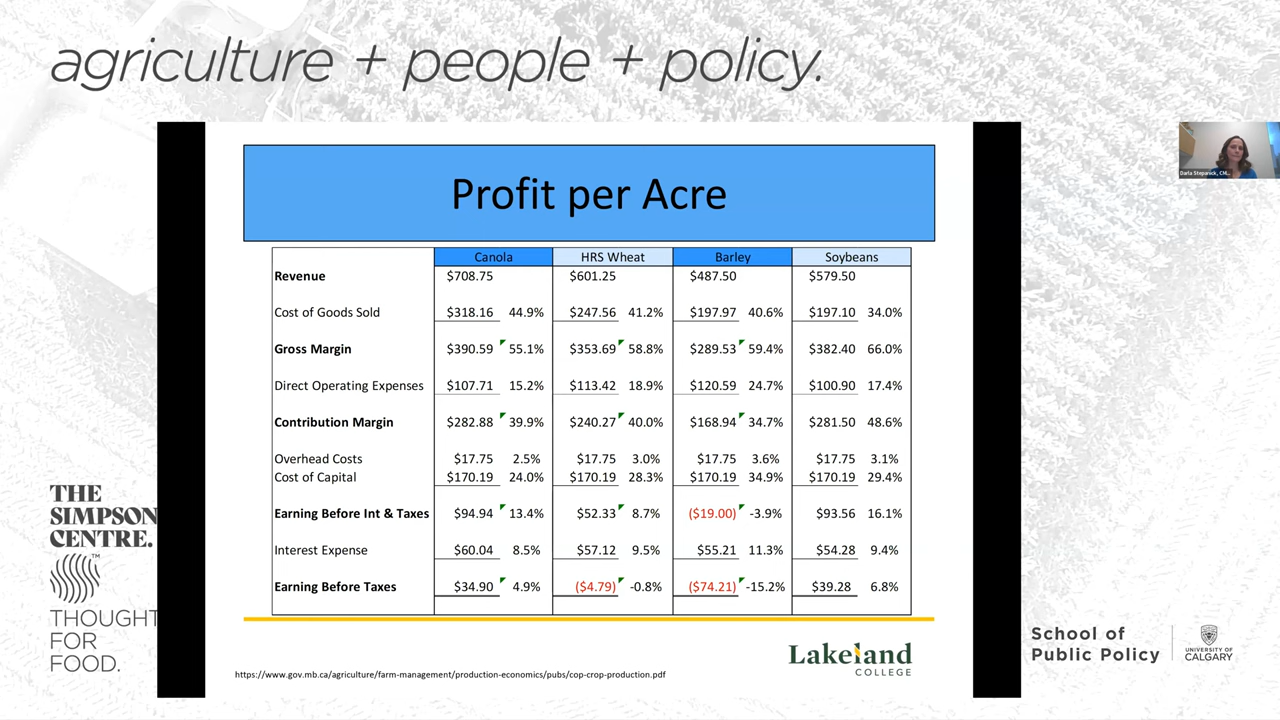 agriculture + people + policy.
Darla Stepanick, CM...
Profit per Acre
Canola HRS Wheat Barley Soybeans
Revenue $708.75 $601.25 $487.50 $579.50
Cost of Goods Sold $318.16 44.9% $247.56 41.2% $197.97 40.6% $197.10 34.0%
Gross Margin $390.59 55.1% $353.69 58.8% $289.53 59.4% $382.40 66.0%
Direct Operating Expenses $107.71 15.2% $113.42 18.9% $120.59 24.7% $100.90 17.4%
Contribution Margin $282.88 39.9% $240.27 40.0% $168.94 34.7% $281.50 48.6%
Overhead Costs $17.75 2.5% $17.75 3.0% $17.75 3.6% $17.75 3.1%
Cost of Capital $170.19 24.0% $170.19 28.3% $170.19 34.9% $170.19 29.4%
Earning Before Int & Taxes $94.94 13.4% $52.33 8.7% ($19.00) -3.9% $93.56 16.1%
Interest Expense $60.04 8.5% $57.12 9.5% $55.21 11.3% $54.28 9.4%
Earning Before Taxes $34.90 4.9% ($4.79) -0.8% ($74.21) -15.2% $39.28 6.8%
Lakeland
COLLEGE
https://www.gov.mb.ca/agriculture/farm-management/production-economics/pubs/cop-crop-production.pdf
THE
SIMPSON
CENTRE.
TM
THOUGHT
FOR
FOOD.
School of
Public Policy
UNIVERSITY OF
CALGARY